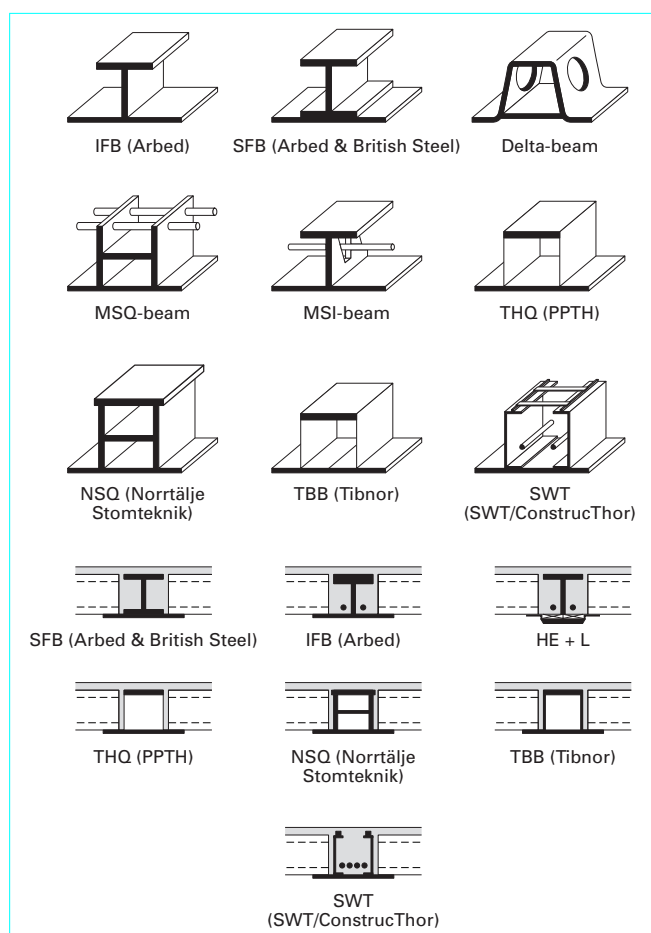 IFB (Arbed)
SFB (Arbed & British Steel)
Delta-beam
MSQ-beam
MSI-beam
THQ (PPTH)
NSQ (Norrtälje
Stomteknik)
TBB (Tibnor)
SWT
(SWT/ConstrucThor)
SFB (Arbed & British Steel)
IFB (Arbed)
HE + L
THQ (PPTH)
NSQ (Norrtälje
Stomteknik)
TBB (Tibnor)
SWT
(SWT/ConstrucThor)